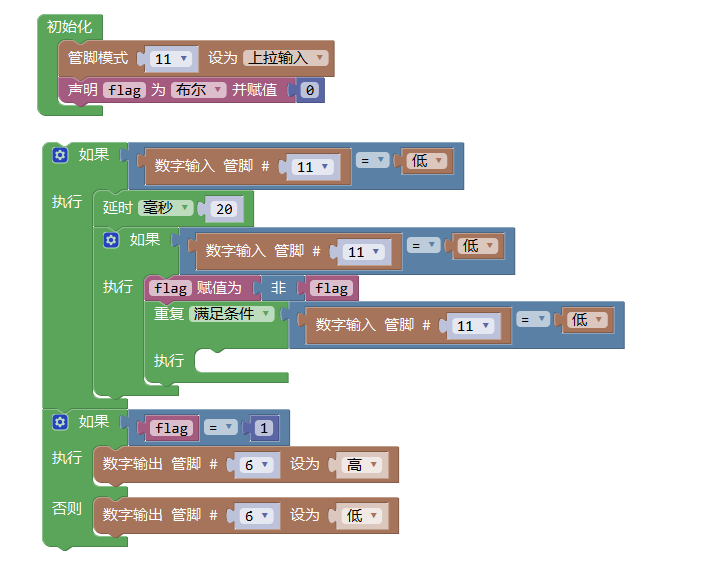 初始化
管脚模式 11 设为 上拉输入
声明 flag 为 布尔 并赋值 0
如果 数字输入 管脚 # 11 = 低
执行 延时 毫秒 20
如果 数字输入 管脚 # 11 = 低
执行 flag 赋值为 非 flag
重复 满足条件 数字输入 管脚 # 11 = 低
执行
如果 flag = 1
执行 数字输出 管脚 # 6 设为 高
否则 数字输出 管脚 # 6 设为 低